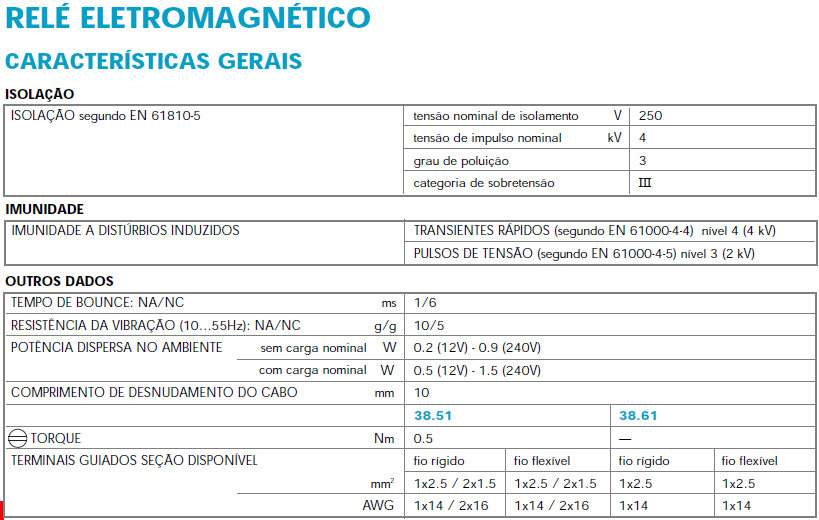 RELÉ ELETROMAGNÉTICO
CARACTERÍSTICAS GERAIS
ISOLAÇÃO
ISOLAÇÃO segundo EN 61810-5 tensão nominal de isolamento V 250
tensão de impulso nominal kV 4
grau de poluição 3
categoria de sobretensão III
IMUNIDADE
IMUNIDADE A DISTÚRBIOS INDUZIDOS TRANSIENTES RÁPIDOS (segundo EN 61000-4-4) nível 4 (4 kV)
PULSOS DE TENSÃO (segundo EN 61000-4-5) nível 3 (2 kV)
OUTROS DADOS
TEMPO DE BOUNCE: NA/NC ms 1/6
RESISTÊNCIA DA VIBRAÇÃO (10...55Hz): NA/NC g/g 10/5
POTÊNCIA DISPERSA NO AMBIENTE sem carga nominal W 0.2 (12V) - 0.9 (240V)
com carga nominal W 0.5 (12V) - 1.5 (240V)
COMPRIMENTO DE DESNUDAMENTO DO CABO mm 10
38.51 38.61
TORQUE Nm 0.5 —
TERMINAIS GUIADOS SEÇÃO DISPONÍVEL fio rígido fio flexível fio rígido fio flexível
mm² 1x2.5 / 2x1.5 1x2.5 / 2x1.5 1x2.5 1x2.5
AWG 1x14 / 2x16 1x14 / 2x16 1x14 1x14